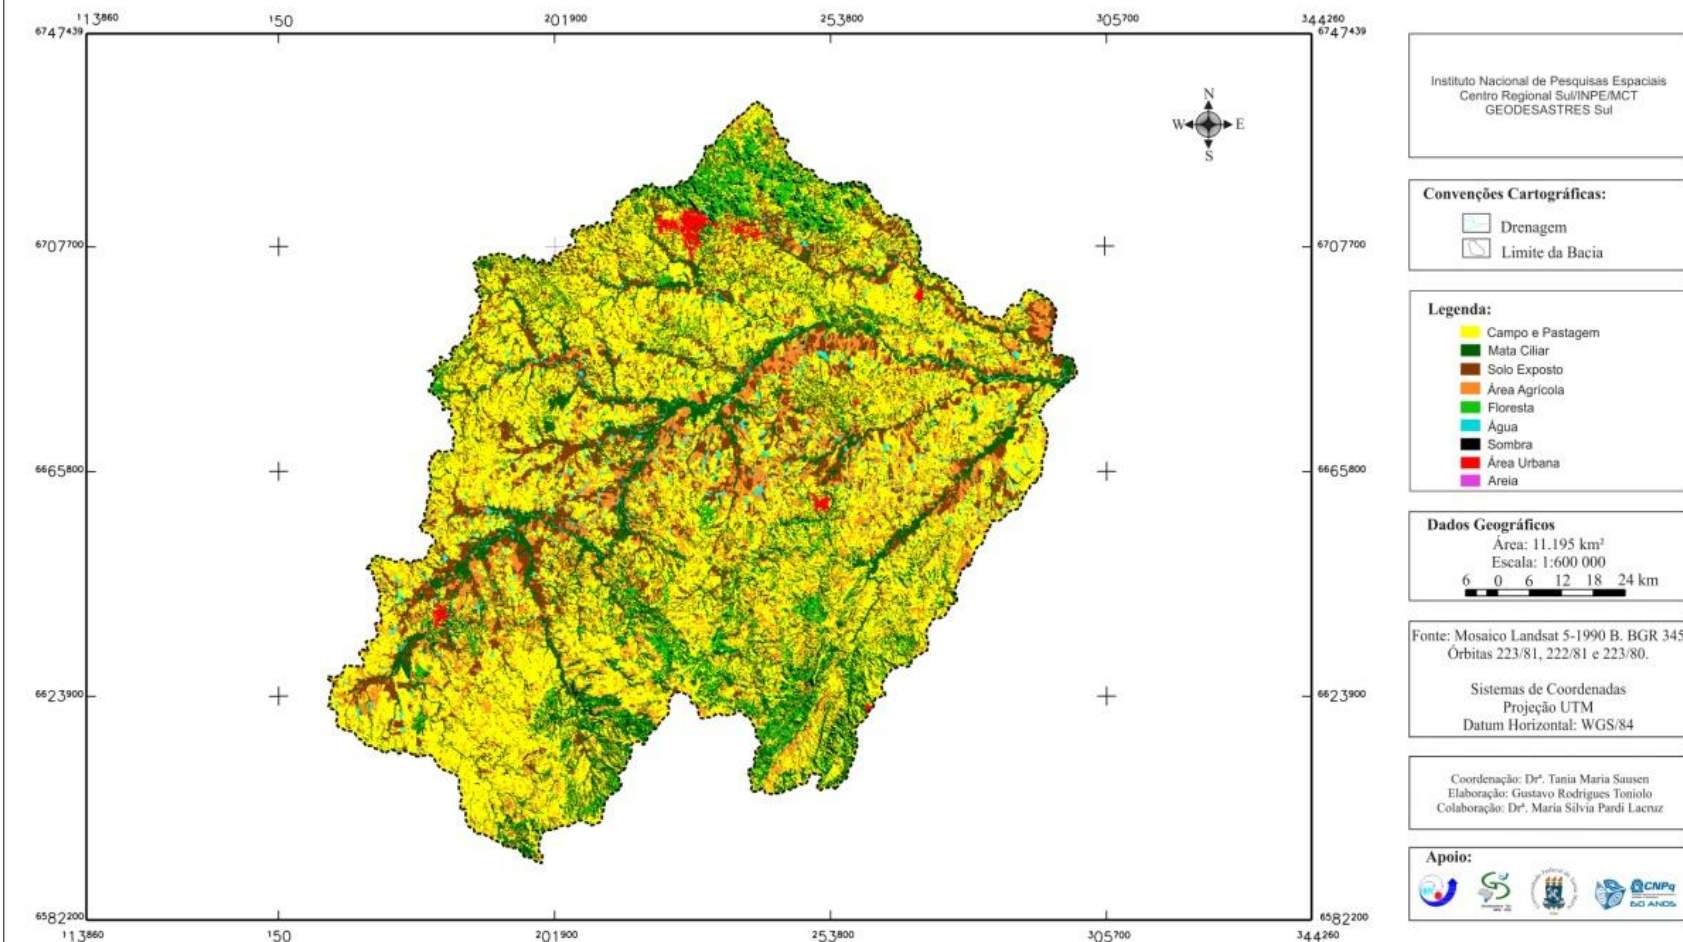 113860 150 201900 253800 305700 344260
6747439 6747439
N
W E
S
6707700 6707700
6665800 6665800
6623900 6623900
6582200 6582200
113860 150 201900 253800 305700 344260
Instituto Nacional de Pesquisas Espaciais
Centro Regional Sul/INPE/MCT
GEODESASTRES Sul
Convenções Cartográficas:
Drenagem
Limite da Bacia
Legenda:
Campo e Pastagem
Mata Ciliar
Solo Exposto
Área Agrícola
Floresta
Água
Sombra
Área Urbana
Areia
Dados Geográficos
Área: 11.195 km²
Escala: 1:600 000
6 0 6 12 18 24 km
Fonte: Mosaico Landsat 5-1990 B. BGR 345
Órbitas 223/81, 222/81 e 223/80.
Sistemas de Coordenadas
Projeção UTM
Datum Horizontal: WGS/84
Coordenação: Drª. Tania Maria Sausen
Elaboração: Gustavo Rodrigues Toniolo
Colaboração: Drª. Maria Silvia Pardi Lacruz
Apoio:
CNPq
60 ANOS